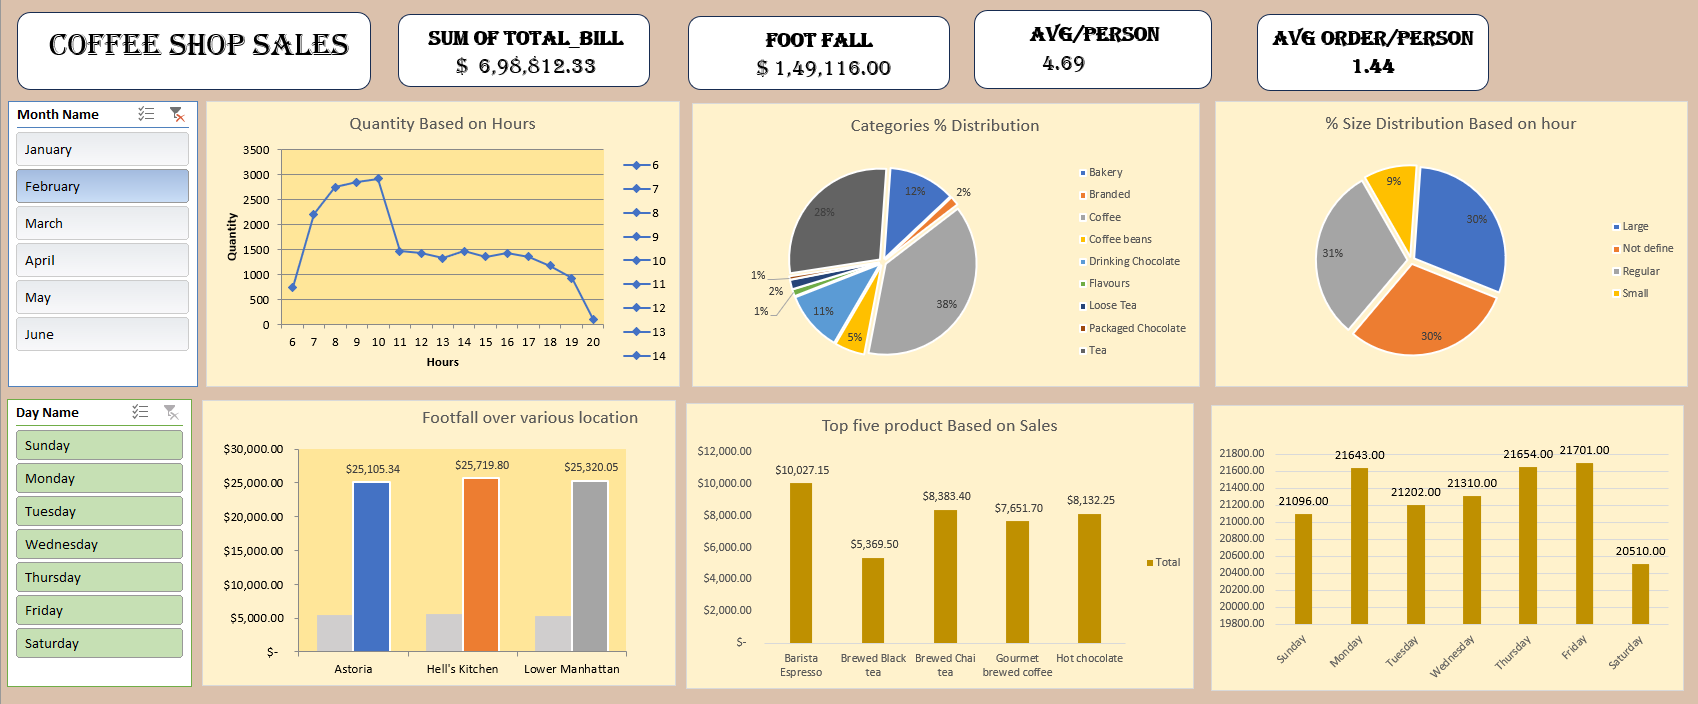 COFFEE SHOP SALES
SUM OF TOTAL_BILL
$ 6,98,812.33
FOOT FALL
$ 1,49,116.00
AVG/PERSON
4.69
AVG ORDER/PERSON
1.44
Month Name
January
February
March
April
May
June
Quantity Based on Hours
3500
3000
2500
2000
1500
1000
500
0
Quantity
6 7 8 9 10 11 12 13 14 15 16 17 18 19 20
Hours
6
7
8
9
10
11
12
13
14
Categories % Distribution
12%
2%
38%
5%
11%
1%
2%
1%
28%
Bakery
Branded
Coffee
Coffee beans
Drinking Chocolate
Flavours
Loose Tea
Packaged Chocolate
Tea
% Size Distribution Based on hour
30%
30%
31%
9%
Large
Not define
Regular
Small
Day Name
Sunday
Monday
Tuesday
Wednesday
Thursday
Friday
Saturday
Footfall over various location
$30,000.00
$25,000.00
$20,000.00
$15,000.00
$10,000.00
$5,000.00
$-
$25,105.34
$25,719.80
$25,320.05
Astoria
Hell's Kitchen
Lower Manhattan
Top five product Based on Sales
$12,000.00
$10,000.00
$8,000.00
$6,000.00
$4,000.00
$2,000.00
$-
$10,027.15
$5,369.50
$8,383.40
$7,651.70
$8,132.25
Barista
Espresso
Brewed Black
tea
Brewed Chai
tea
Gourmet
brewed coffee
Hot chocolate
Total
21800.00
21600.00
21400.00
21200.00
21000.00
20800.00
20600.00
20400.00
20200.00
20000.00
19800.00
21096.00
21643.00
21202.00
21310.00
21654.00
21701.00
20510.00
Sunday
Monday
Tuesday
Wednesday
Thursday
Friday
Saturday